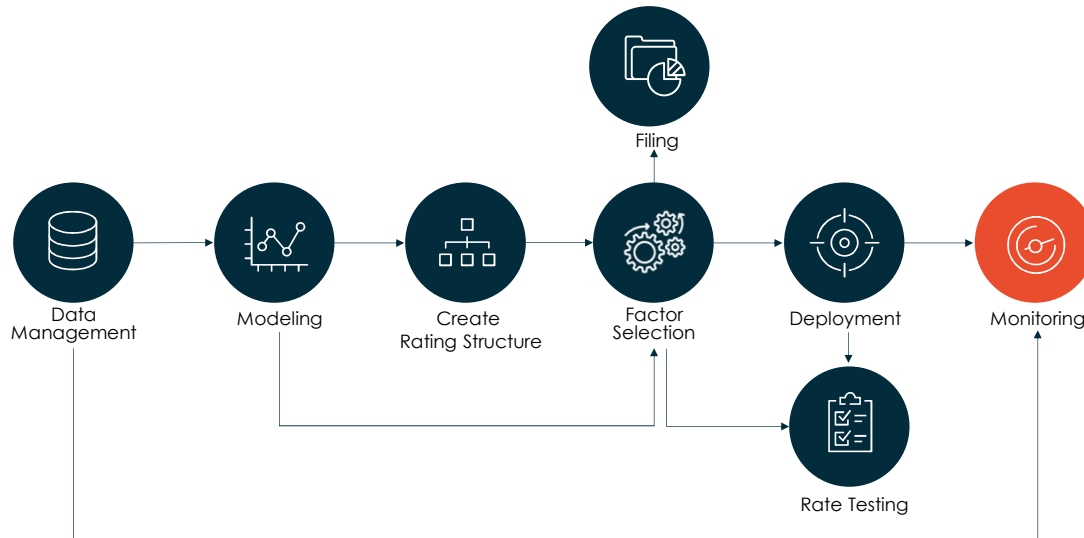 Filing
Data
Management
Modeling
Create
Rating Structure
Factor
Selection
Deployment
Monitoring
Rate Testing